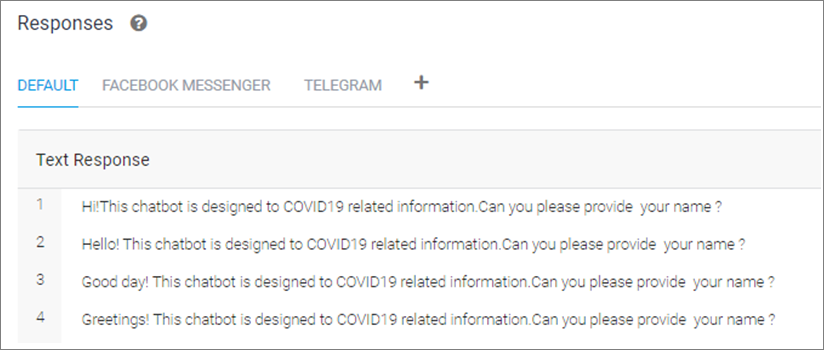 Responses ?
DEFAULT FACEBOOK MESSENGER TELEGRAM +
Text Response
1 Hi!This chatbot is designed to COVID19 related information.Can you please provide  your name ?
2 Hello! This chatbot is designed to COVID19 related information.Can you please provide  your name ?
3 Good day! This chatbot is designed to COVID19 related information.Can you please provide  your name ?
4 Greetings! This chatbot is designed to COVID19 related information.Can you please provide  your name ?